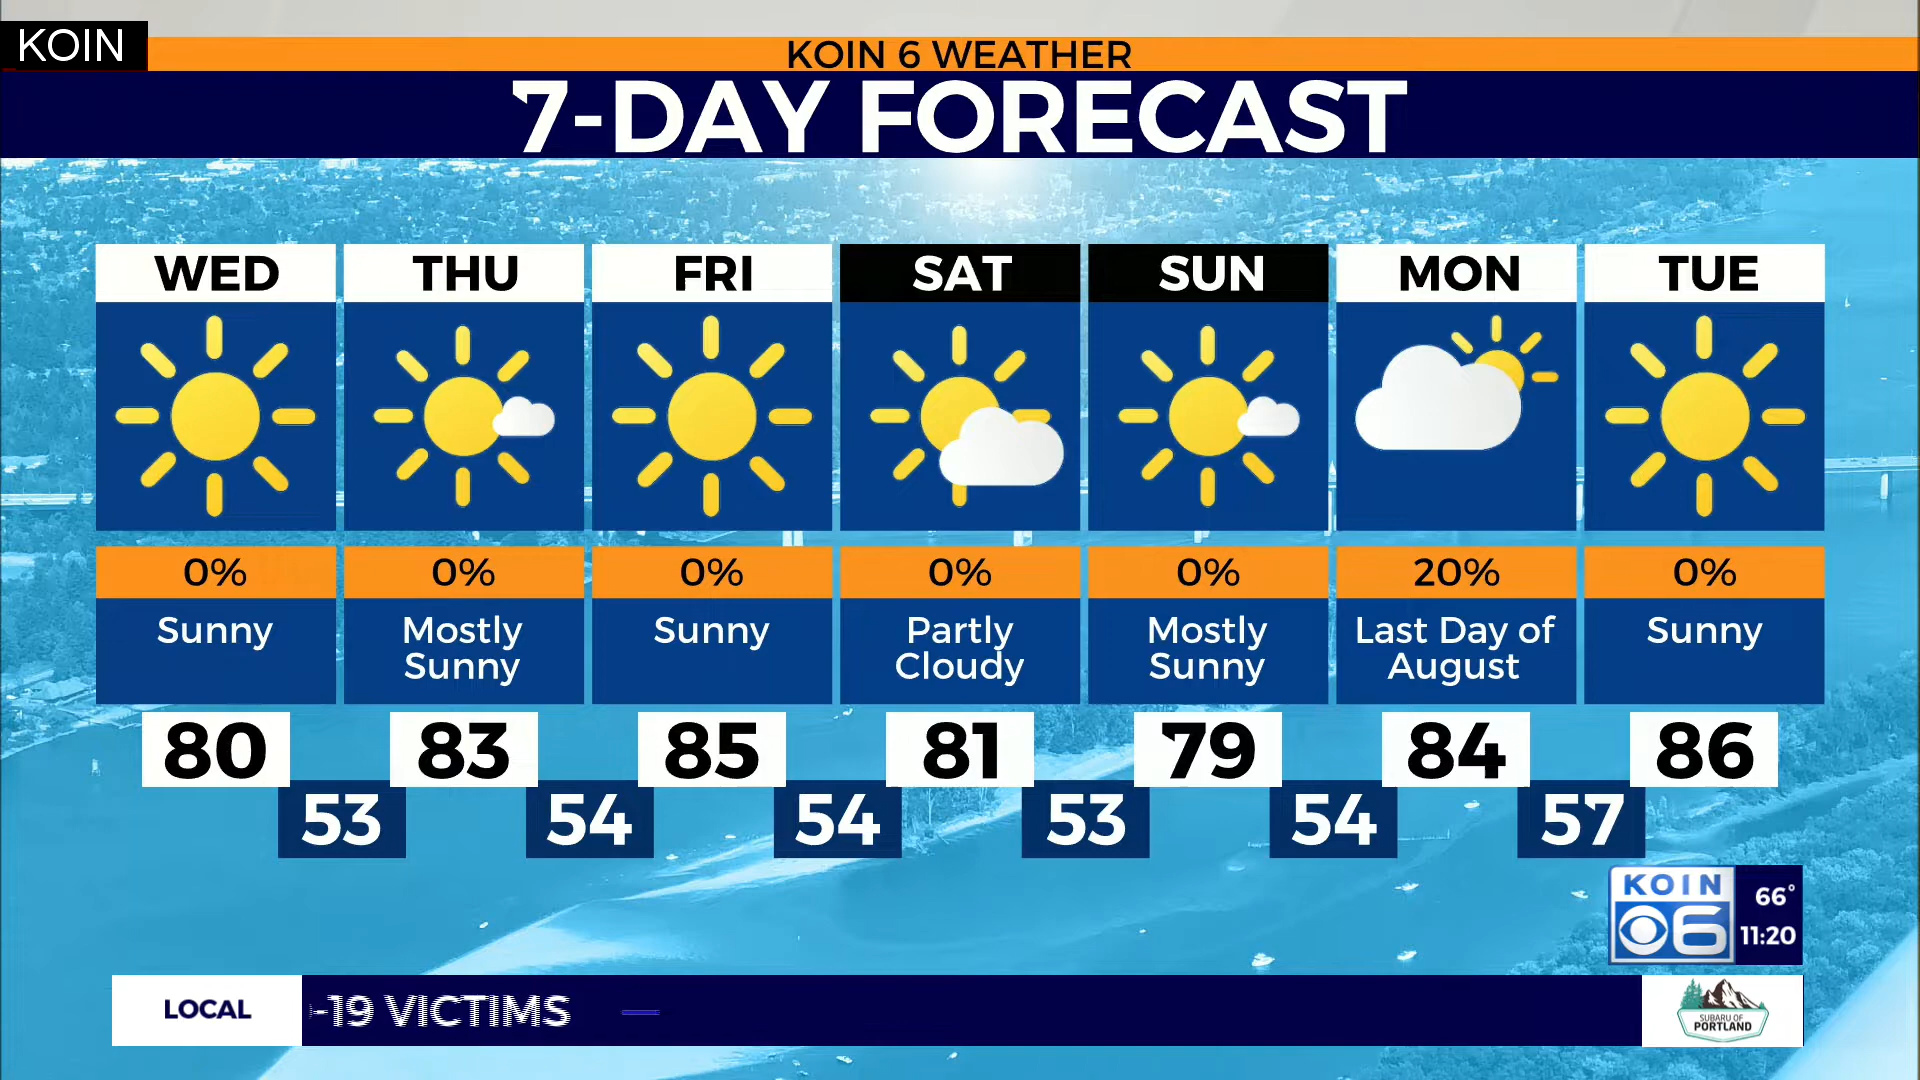 KOIN
KOIN 6 WEATHER
7-DAY FORECAST
WED THU FRI SAT SUN MON TUE
0% 0% 0% 0% 0% 20% 0%
Sunny
Mostly
Sunny
Sunny
Partly
Cloudy
Mostly
Sunny
Last Day of
August
Sunny
80 83 85 81 79 84 86
53 54 54 53 54 57
KOIN
6
66°
11:20
LOCAL
-19 VICTIMS
SUBARU OF
PORTLAND